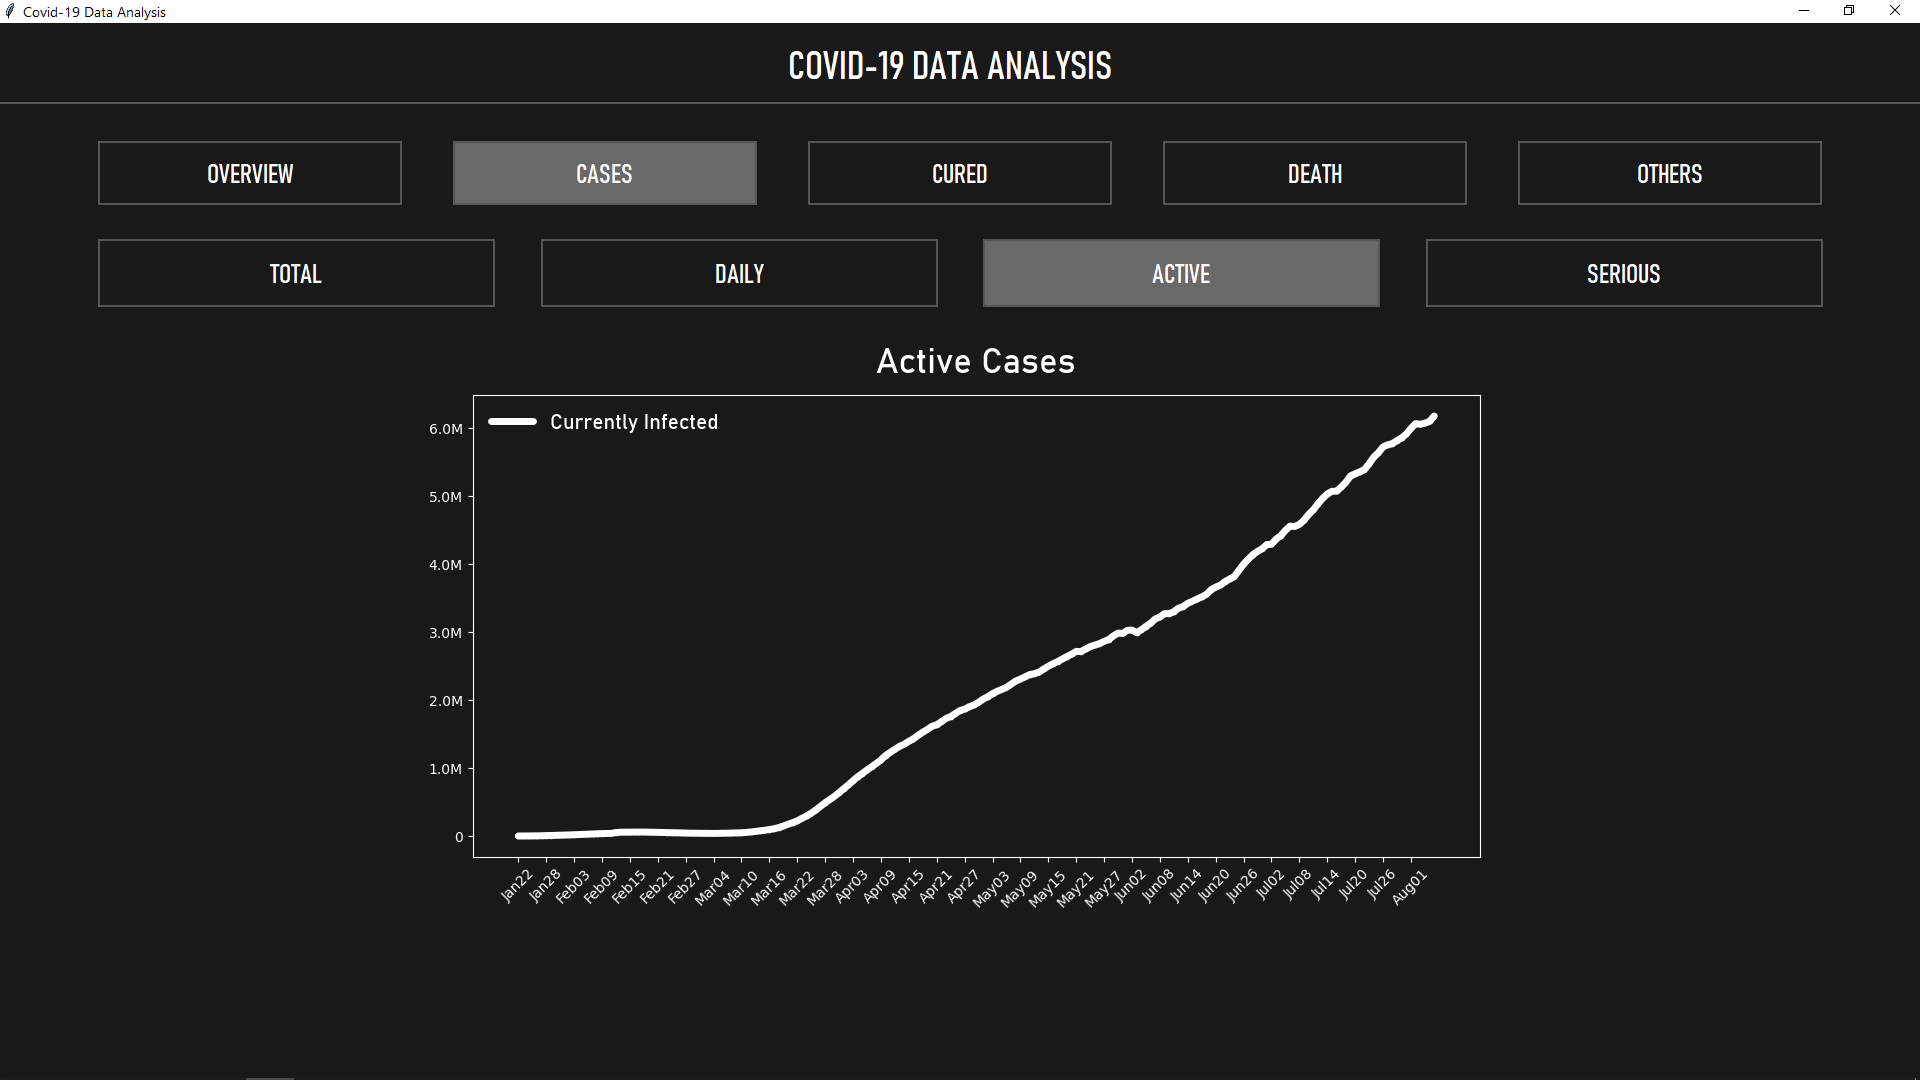 Covid-19 Data Analysis
COVID-19 DATA ANALYSIS
OVERVIEW CASES CURED DEATH OTHERS
TOTAL DAILY ACTIVE SERIOUS
Active Cases
Currently Infected
6.0M
5.0M
4.0M
3.0M
2.0M
1.0M
0
Jan22 Jan28 Feb03 Feb09 Feb15 Feb21 Feb27 Mar04 Mar10 Mar16 Mar22 Mar28 Apr03 Apr09 Apr15 Apr21 Apr27 May03 May09 May15 May21 May27 Jun02 Jun08 Jun14 Jun20 Jun26 Jul02 Jul08 Jul14 Jul20 Jul26 Aug01